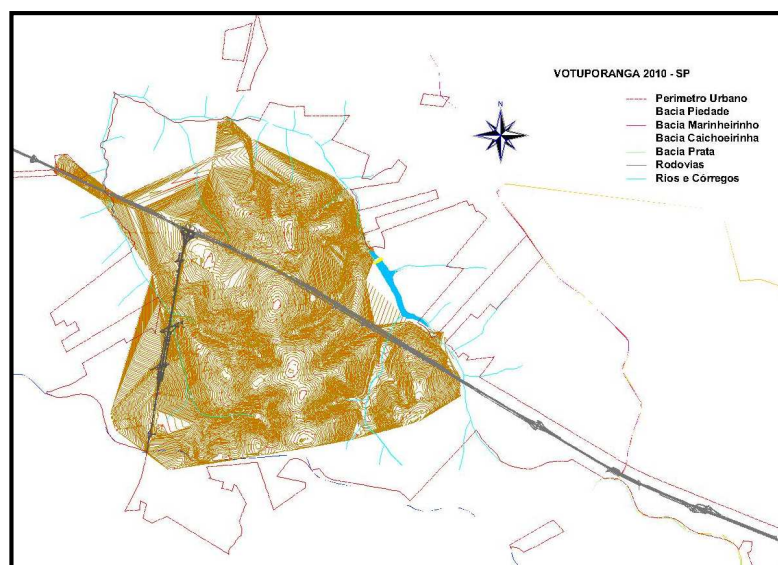 VOTUPORANGA 2010 - SP
N
Perimetro Urbano
Bacia Piedade
Bacia Marinheirinho
Bacia Caichoeirinha
Bacia Prata
Rodovias
Rios e Córregos